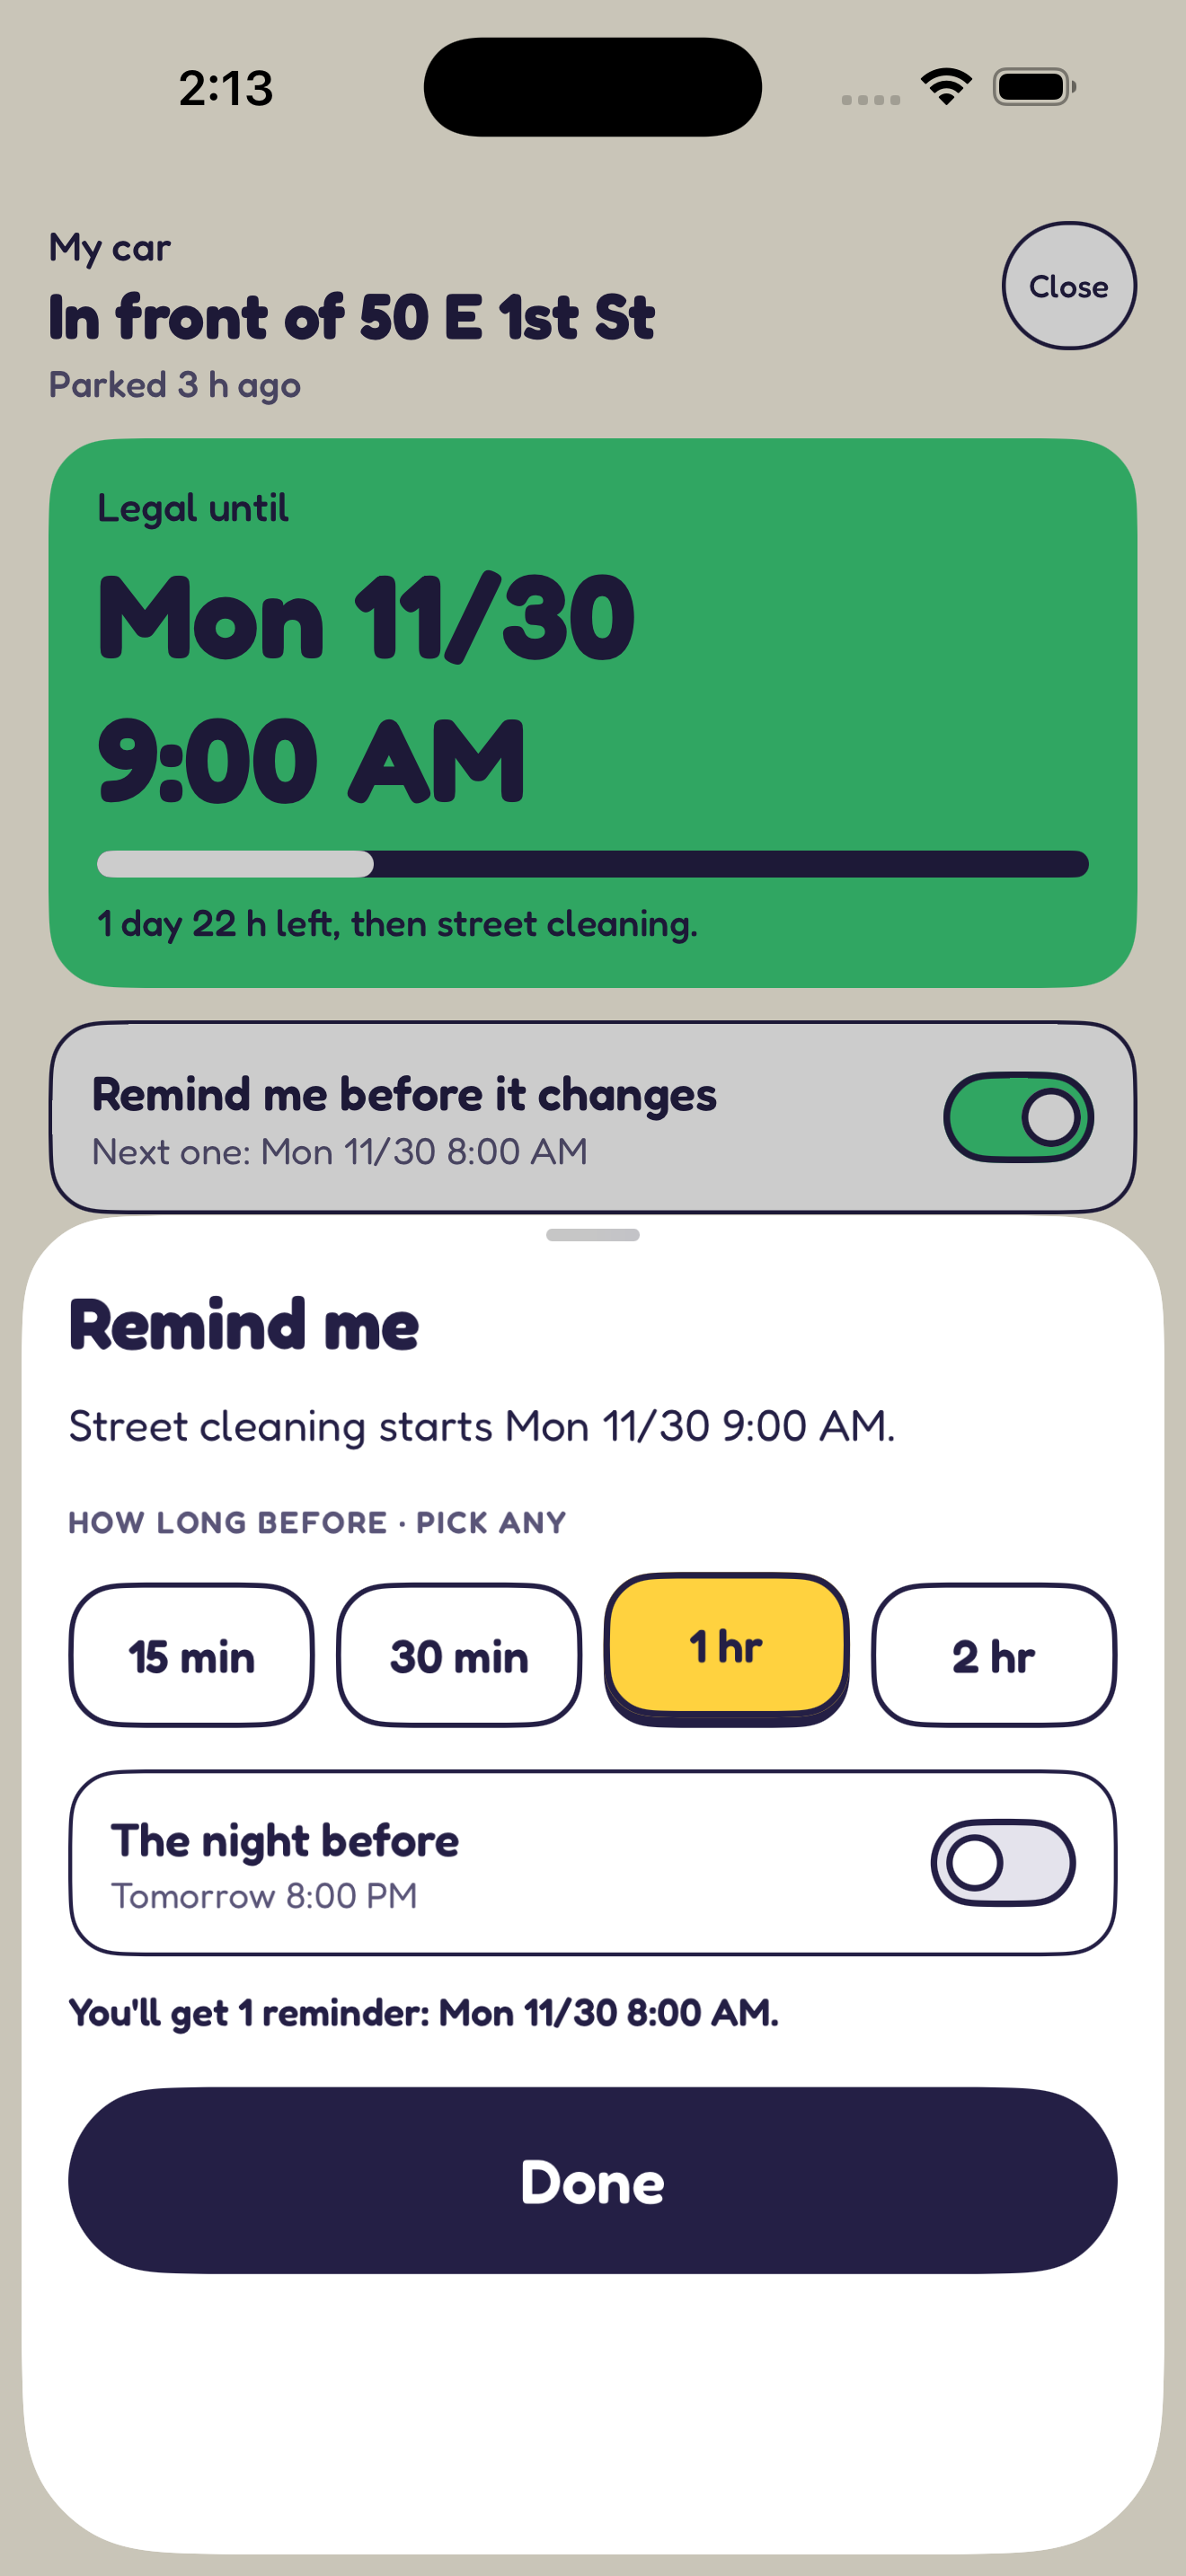 2:13
My car
In front of 50 E 1st St
Parked 3 h ago
Close
Legal until
Mon 11/30
9:00 AM
1 day 22 h left, then street cleaning.
Remind me before it changes
Next one: Mon 11/30 8:00 AM
Remind me
Street cleaning starts Mon 11/30 9:00 AM.
HOW LONG BEFORE · PICK ANY
15 min
30 min
1 hr
2 hr
The night before
Tomorrow 8:00 PM
You'll get 1 reminder: Mon 11/30 8:00 AM.
Done